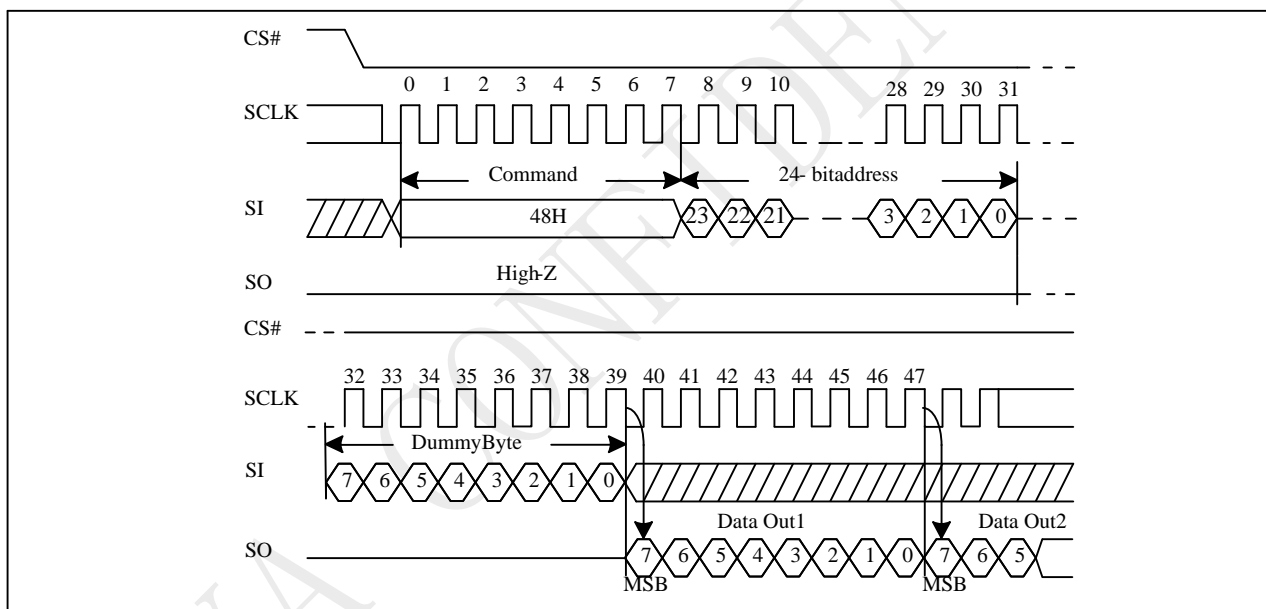 CS#
0 1 2 3 4 5 6 7 8 9 10 28 29 30 31
SCLK
Command 24- bitaddress
SI 48H 23 22 21 3 2 1 0
High-Z
SO
CS#
32 33 34 35 36 37 38 39 40 41 42 43 44 45 46 47
SCLK
DummyByte
SI 7 6 5 4 3 2 1 0
Data Out1 Data Out2
SO 7 6 5 4 3 2 1 0 7 6 5
MSB MSB
CONFIDEN